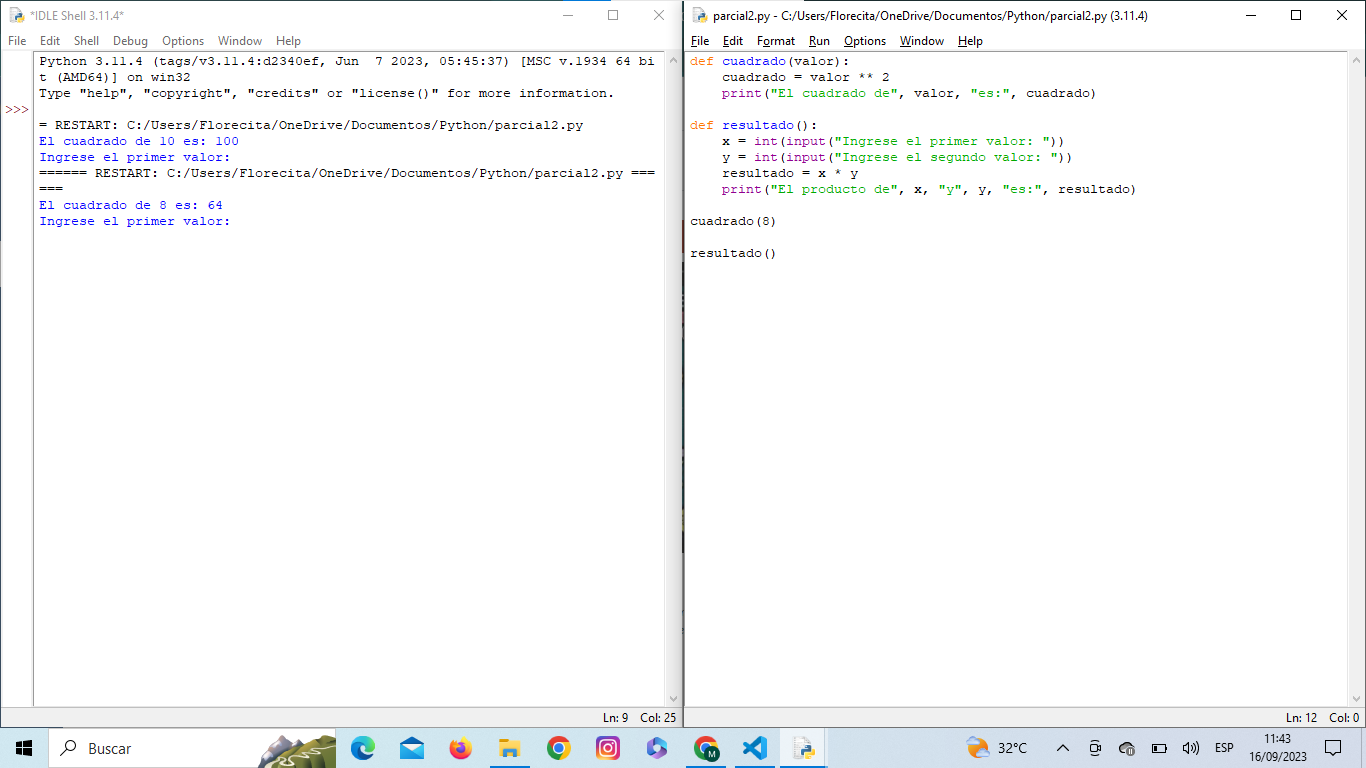 *IDLE Shell 3.11.4*
File Edit Shell Debug Options Window Help
Python 3.11.4 (tags/v3.11.4:d2340ef, Jun  7 2023, 05:45:37) [MSC v.1934 64 bi
t (AMD64)] on win32
Type "help", "copyright", "credits" or "license()" for more information.
>>>
= RESTART: C:/Users/Florecita/OneDrive/Documentos/Python/parcial2.py
El cuadrado de 10 es: 100
Ingrese el primer valor:
====== RESTART: C:/Users/Florecita/OneDrive/Documentos/Python/parcial2.py ===
===
El cuadrado de 8 es: 64
Ingrese el primer valor:
Ln: 9 Col: 25
parcial2.py - C:/Users/Florecita/OneDrive/Documentos/Python/parcial2.py (3.11.4)
File Edit Format Run Options Window Help
def cuadrado(valor):
    cuadrado = valor ** 2
    print("El cuadrado de", valor, "es:", cuadrado)
def resultado():
    x = int(input("Ingrese el primer valor: "))
    y = int(input("Ingrese el segundo valor: "))
    resultado = x * y
    print("El producto de", x, "y", y, "es:", resultado)
cuadrado(8)
resultado()
Ln: 12 Col: 0
Buscar
M
32°C
ESP
11:43
16/09/2023